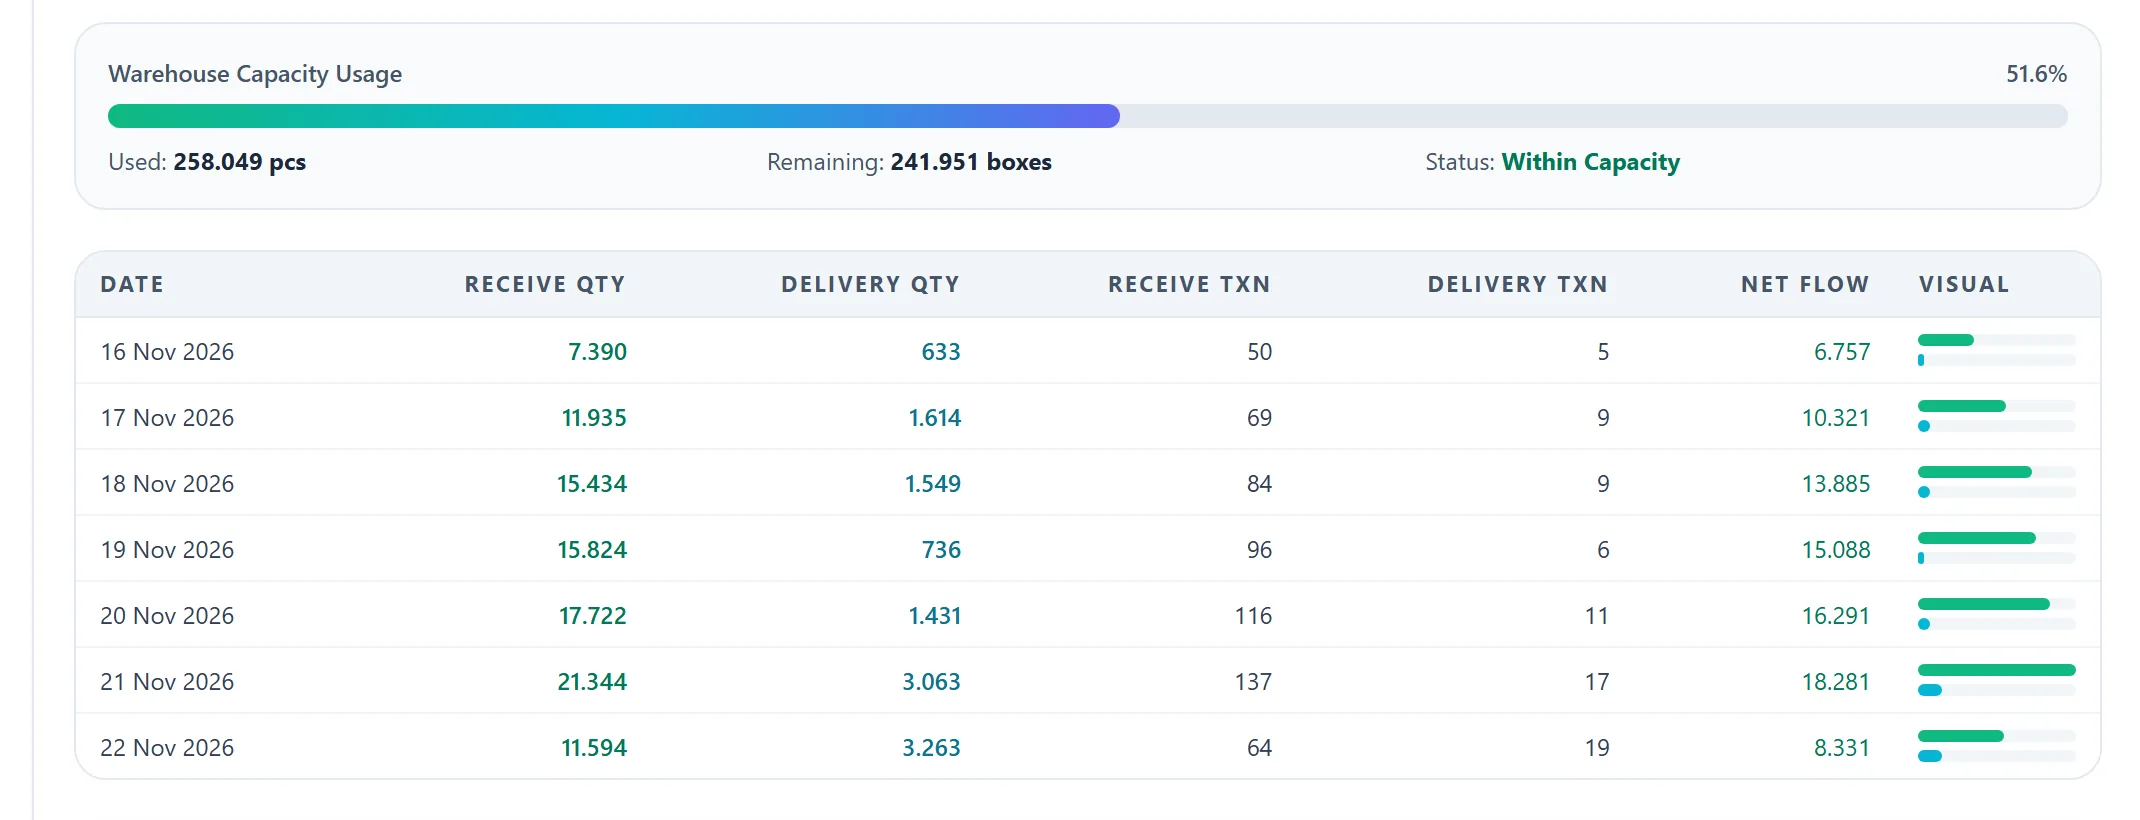 Warehouse Capacity Usage 51.6%
Used: 258.049 pcs Remaining: 241.951 boxes Status: Within Capacity
DATE RECEIVE QTY DELIVERY QTY RECEIVE TXN DELIVERY TXN NET FLOW VISUAL
16 Nov 2026 7.390 633 50 5 6.757
17 Nov 2026 11.935 1.614 69 9 10.321
18 Nov 2026 15.434 1.549 84 9 13.885
19 Nov 2026 15.824 736 96 6 15.088
20 Nov 2026 17.722 1.431 116 11 16.291
21 Nov 2026 21.344 3.063 137 17 18.281
22 Nov 2026 11.594 3.263 64 19 8.331